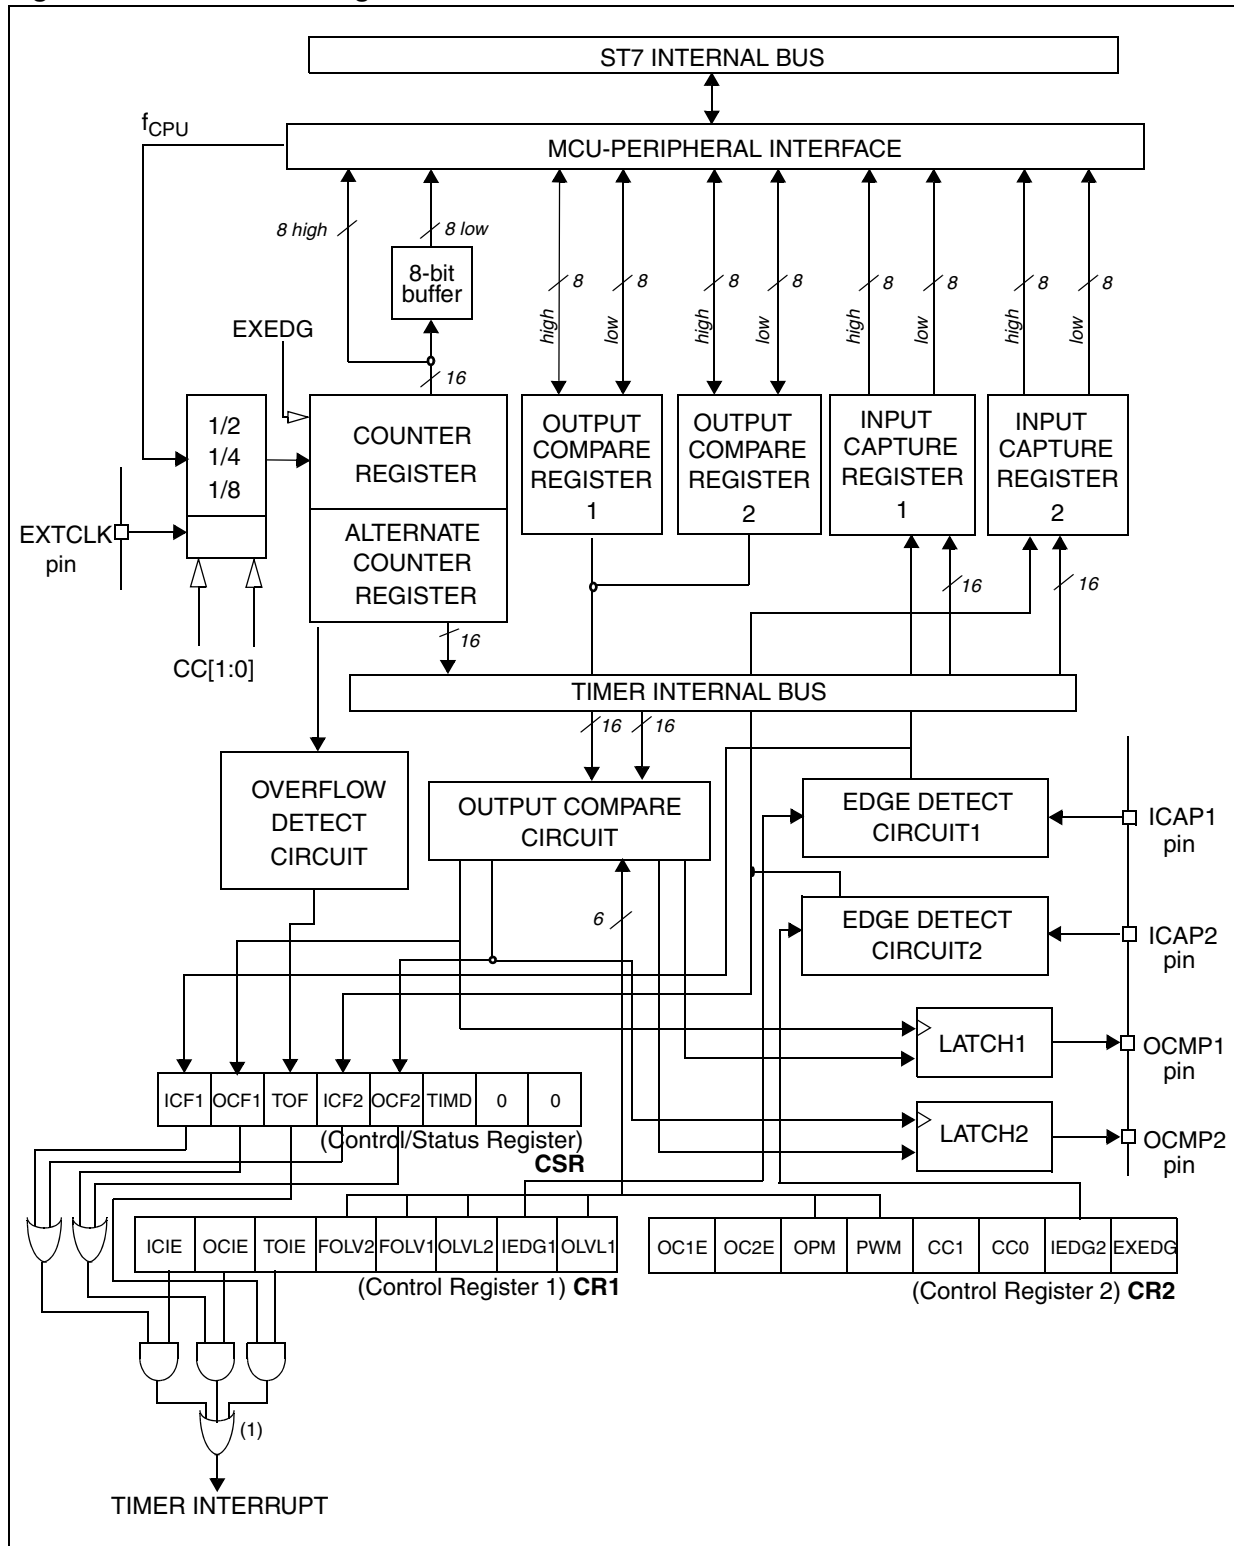 ST7 INTERNAL BUS
fCPU
MCU-PERIPHERAL INTERFACE
8 high
8 low
8-bit
buffer
8
8
8
8
8
8
8
8
high
low
high
low
high
low
high
low
EXEDG
16
1/2
1/4
1/8
COUNTER
REGISTER
ALTERNATE
COUNTER
REGISTER
OUTPUT
COMPARE
REGISTER
1
OUTPUT
COMPARE
REGISTER
2
INPUT
CAPTURE
REGISTER
1
INPUT
CAPTURE
REGISTER
2
EXTCLK
pin
CC[1:0]
16
16
16
TIMER INTERNAL BUS
16
16
OVERFLOW
DETECT
CIRCUIT
OUTPUT COMPARE
CIRCUIT
EDGE DETECT
CIRCUIT1
ICAP1
pin
6
EDGE DETECT
CIRCUIT2
ICAP2
pin
LATCH1
OCMP1
pin
LATCH2
OCMP2
pin
ICF1 OCF1 TOF ICF2 OCF2 TIMD 0 0
(Control/Status Register)
CSR
ICIE OCIE TOIE FOLV2 FOLV1 OLVL2 IEDG1 OLVL1
(Control Register 1) CR1
OC1E OC2E OPM PWM CC1 CC0 IEDG2 EXEDG
(Control Register 2) CR2
(1)
TIMER INTERRUPT